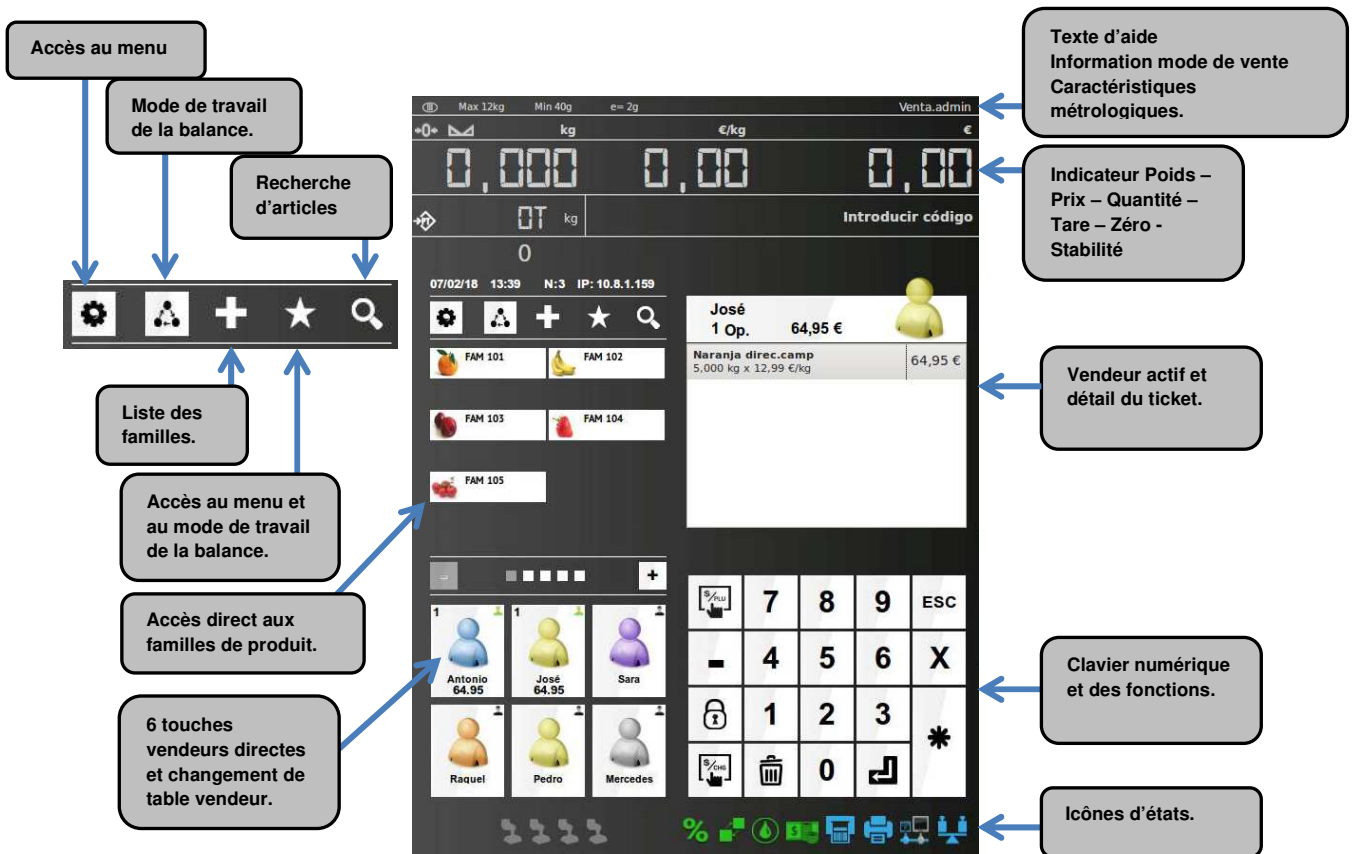 Accès au menu
Mode de travail
de la balance.
Recherche
d'articles
Liste des
familles.
Accès au menu et
au mode de travail
de la balance.
Accès direct aux
familles de produit.
6 touches
vendeurs directes
et changement de
table vendeur.
III Max 12kg Min 40g e= 2g Venta.admin
→0← kg €/kg €
0,000 0,00 0,00
PT 0T kg Introducir código
0
07/02/18 13:39 N:3 IP: 10.8.1.159
FAM 101 FAM 102
FAM 103 FAM 104
FAM 105
- +
1 1
Antonio José Sara
64.95 64.95
Raquel Pedro Mercedes
José
1 Op. 64,95 €
Naranja direc.camp
5,000 kg x 12,99 €/kg 64,95 €
S/PLU 7 8 9 ESC
- 4 5 6 X
1 2 3 *
S/CHG 0
% $
Texte d'aide
Information mode de vente
Caractéristiques
métrologiques.
Indicateur Poids –
Prix – Quantité –
Tare – Zéro -
Stabilité
Vendeur actif et
détail du ticket.
Clavier numérique
et des fonctions.
Icônes d'états.